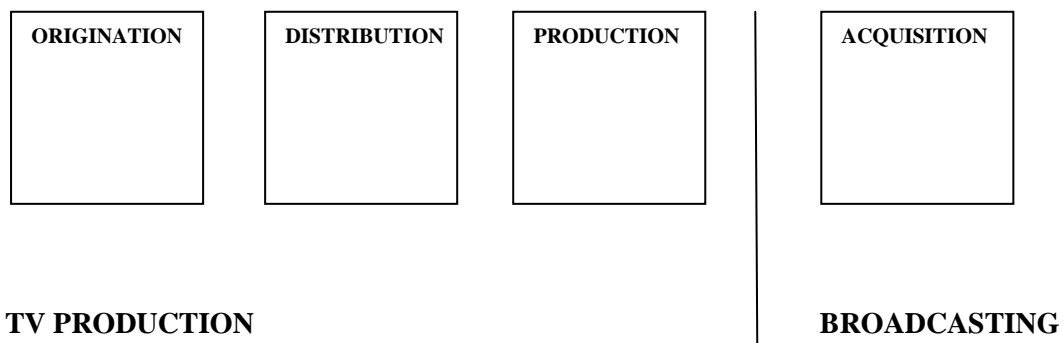 ORIGINATION DISTRIBUTION PRODUCTION ACQUISITION
TV PRODUCTION BROADCASTING